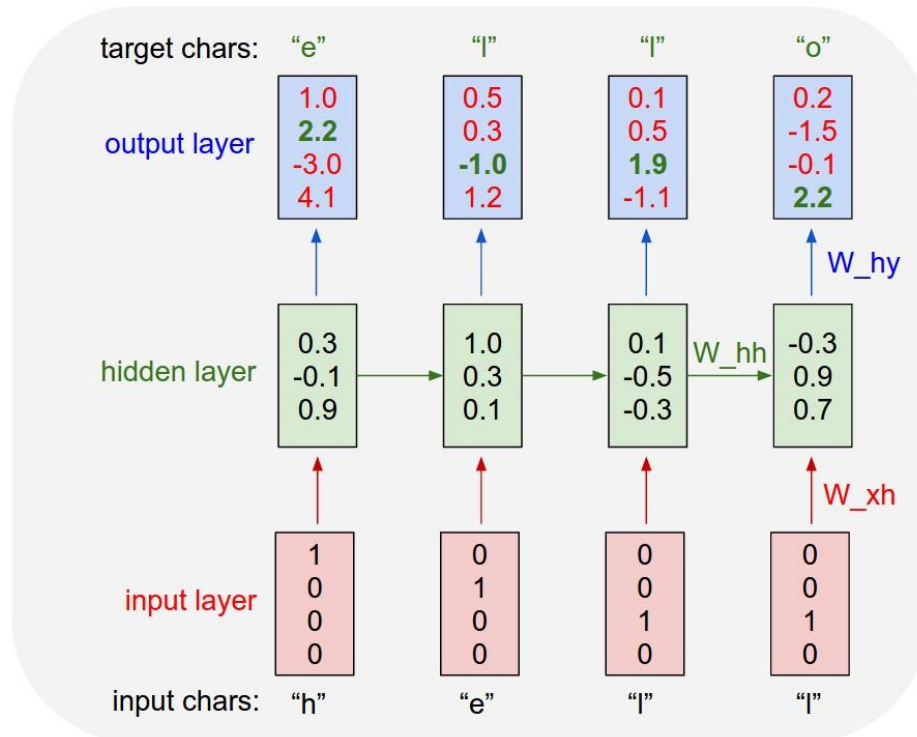 target chars: “e” “l” “l” “o”
1.0 0.5 0.1 0.2
2.2 0.3 0.5 -1.5
output layer
-3.0 -1.0 1.9 -0.1
4.1 1.2 -1.1 2.2
W_hy
0.3 1.0 0.1 -0.3
W_hh
hidden layer -0.1 0.3 -0.5 0.9
0.9 0.1 -0.3 0.7
W_xh
1 0 0 0
0 1 0 0
input layer
0 0 1 1
0 0 0 0
input chars: “h” “e” “l” “l”